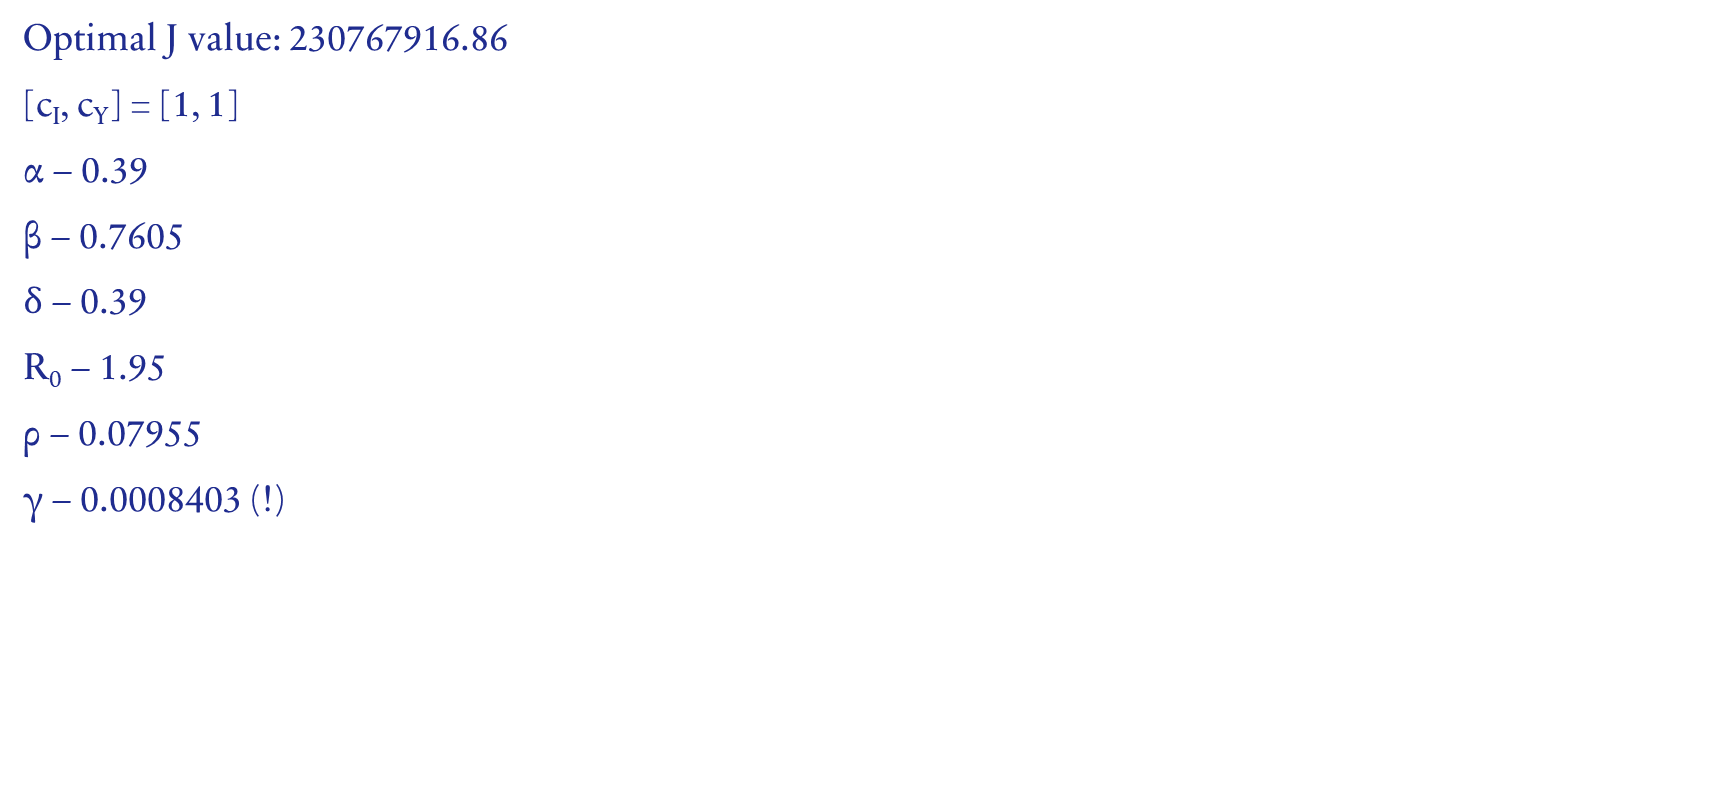 Optimal J value: 230767916.86
[c_I, c_Y] = [1, 1]
α – 0.39
β – 0.7605
δ – 0.39
R₀ – 1.95
ρ – 0.07955
γ – 0.0008403 (!)